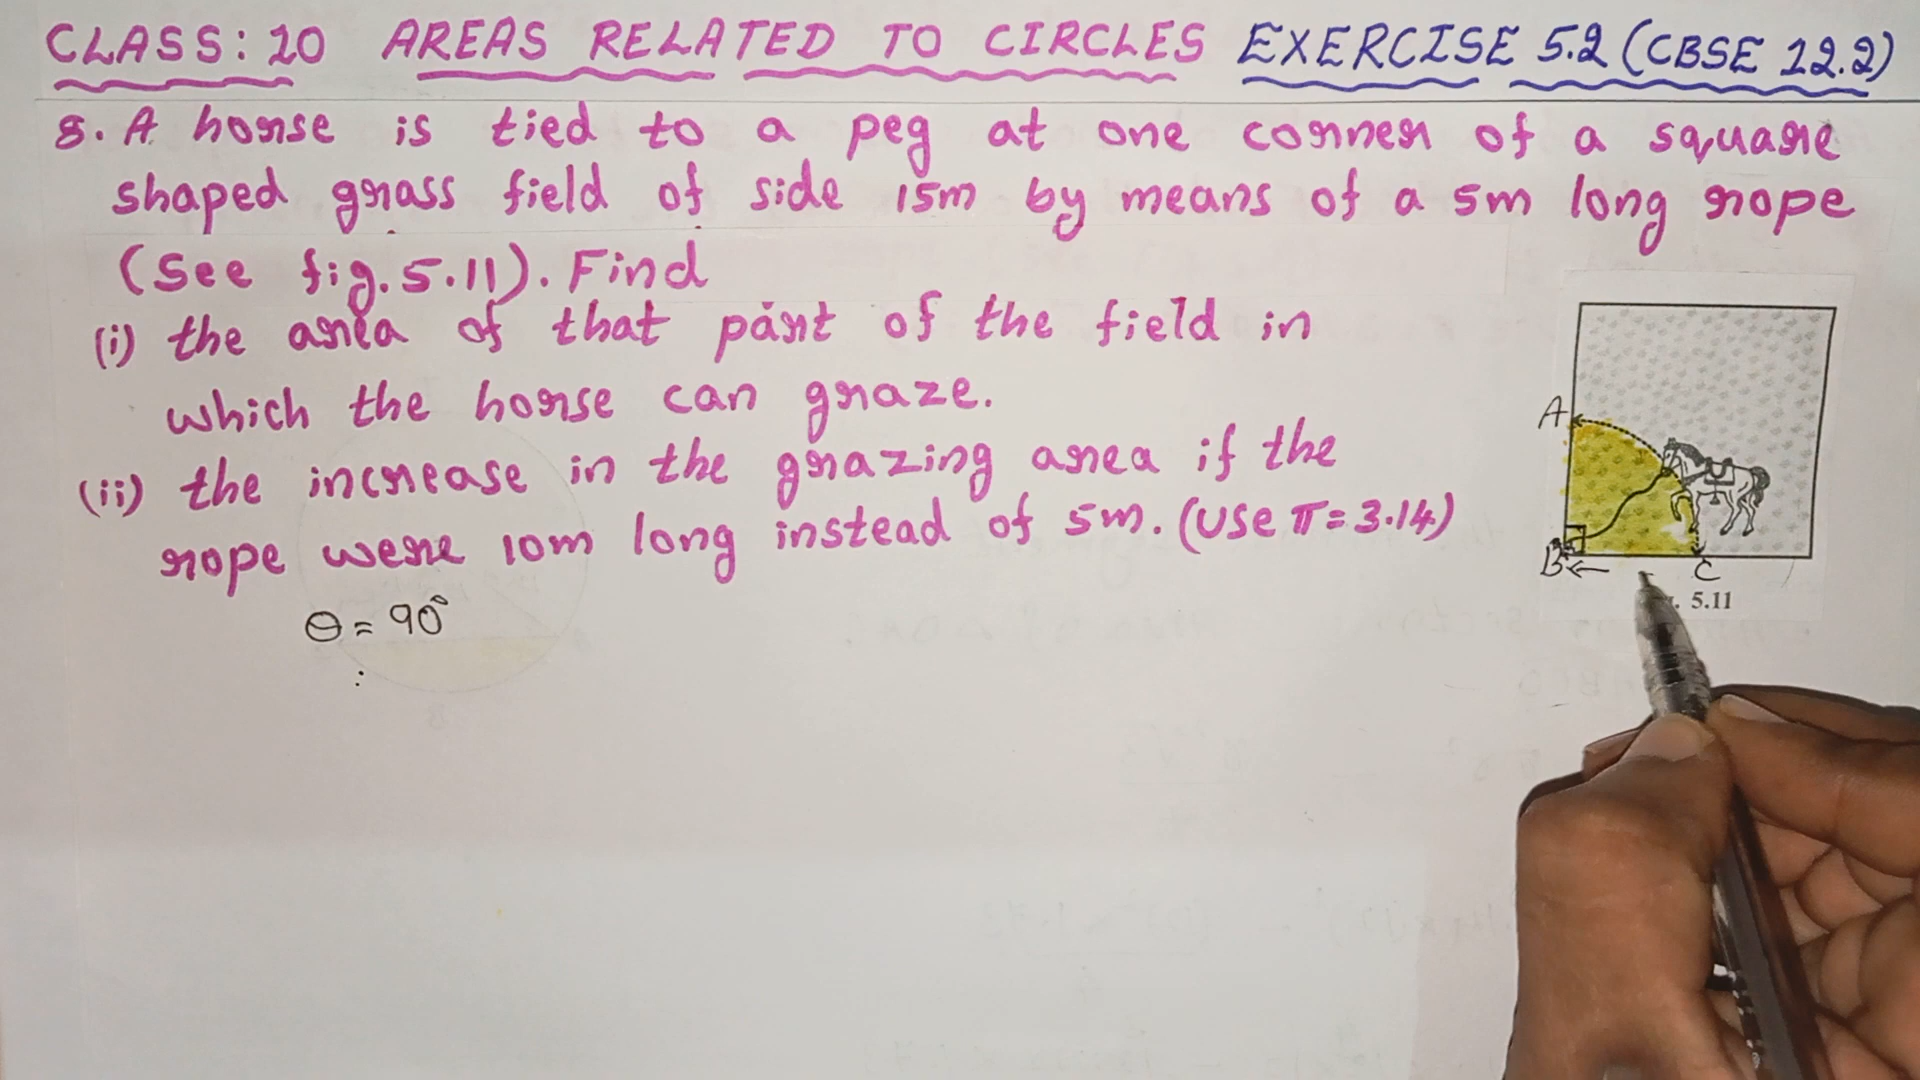 CLASS: 10 AREAS RELATED TO CIRCLES EXERCISE 5.2 (CBSE 12.2)
8. A horse is tied to a peg at one corner of a square
shaped grass field of side 15m by means of a 5m long rope
(See fig. 5.11). Find
(i) the area of that part of the field in
which the horse can graze.
(ii) the increase in the grazing area if the
rope were 10m long instead of 5m. (Use π = 3.14)
θ = 90°
A
B
C
5.11